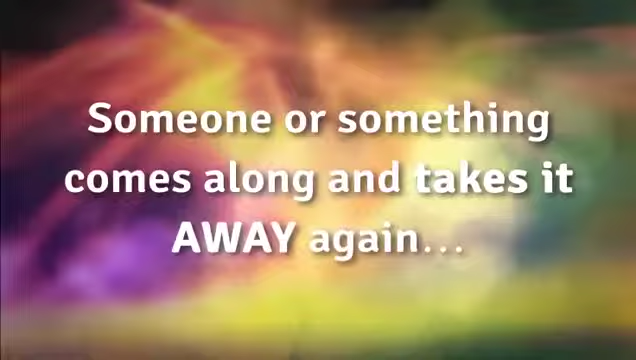 Someone or something
comes along and takes it
AWAY again...